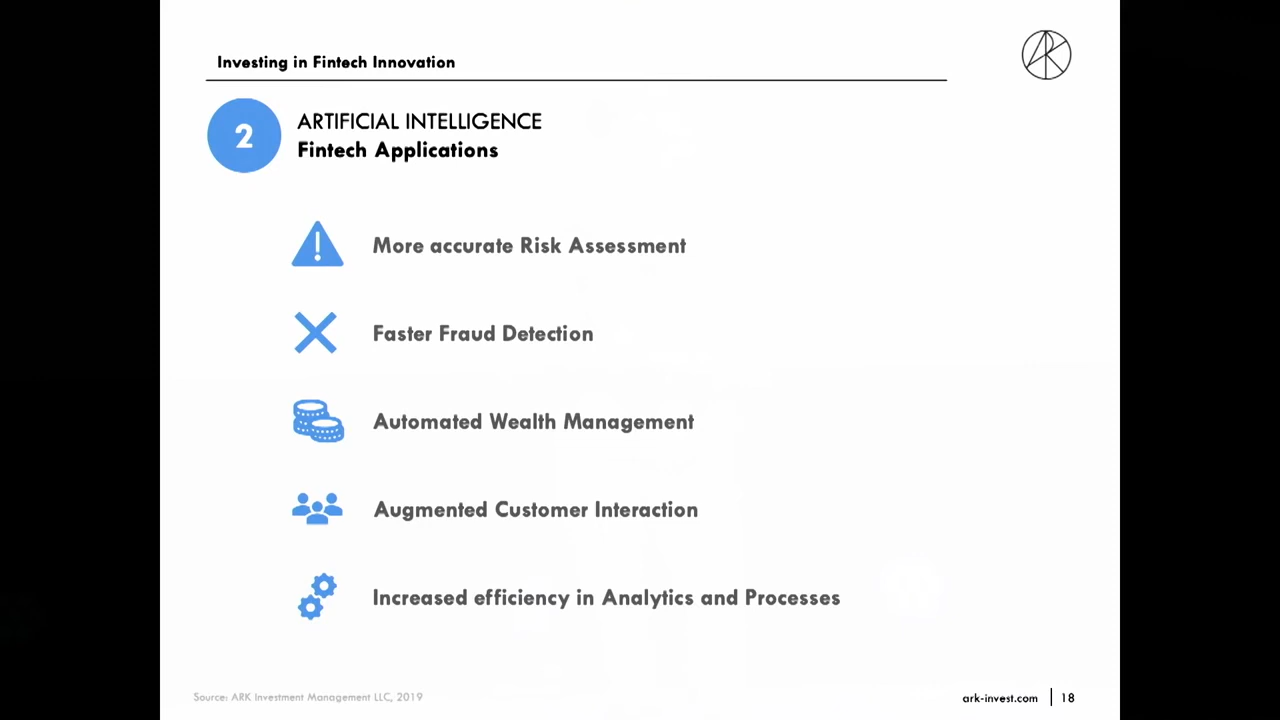 Investing in Fintech Innovation
ARK
2
ARTIFICIAL INTELLIGENCE
Fintech Applications
More accurate Risk Assessment
Faster Fraud Detection
Automated Wealth Management
Augmented Customer Interaction
Increased efficiency in Analytics and Processes
Source: ARK Investment Management LLC, 2019
ark-invest.com | 18